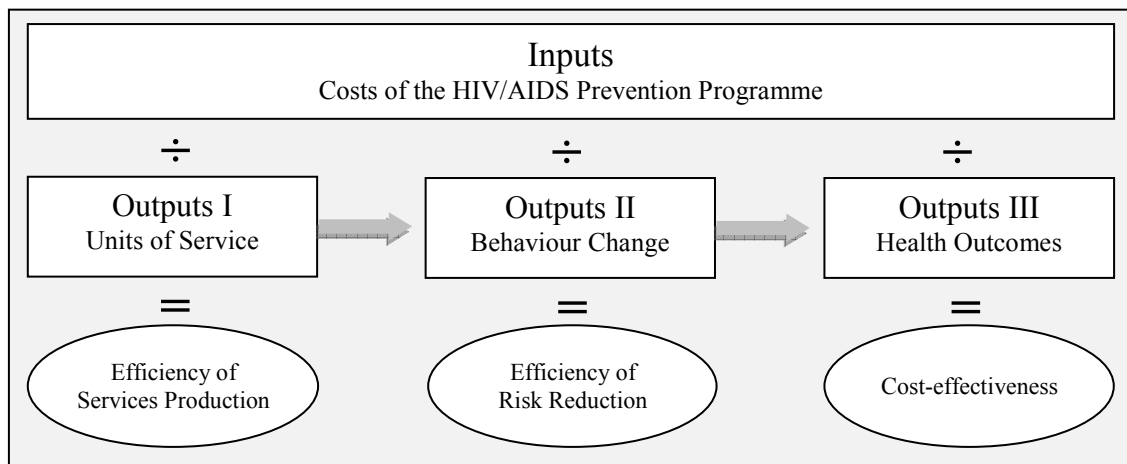 Inputs
Costs of the HIV/AIDS Prevention Programme
÷ ÷ ÷
Outputs I
Units of Service
Outputs II
Behaviour Change
Outputs III
Health Outcomes
= = =
Efficiency of
Services Production
Efficiency of
Risk Reduction
Cost-effectiveness